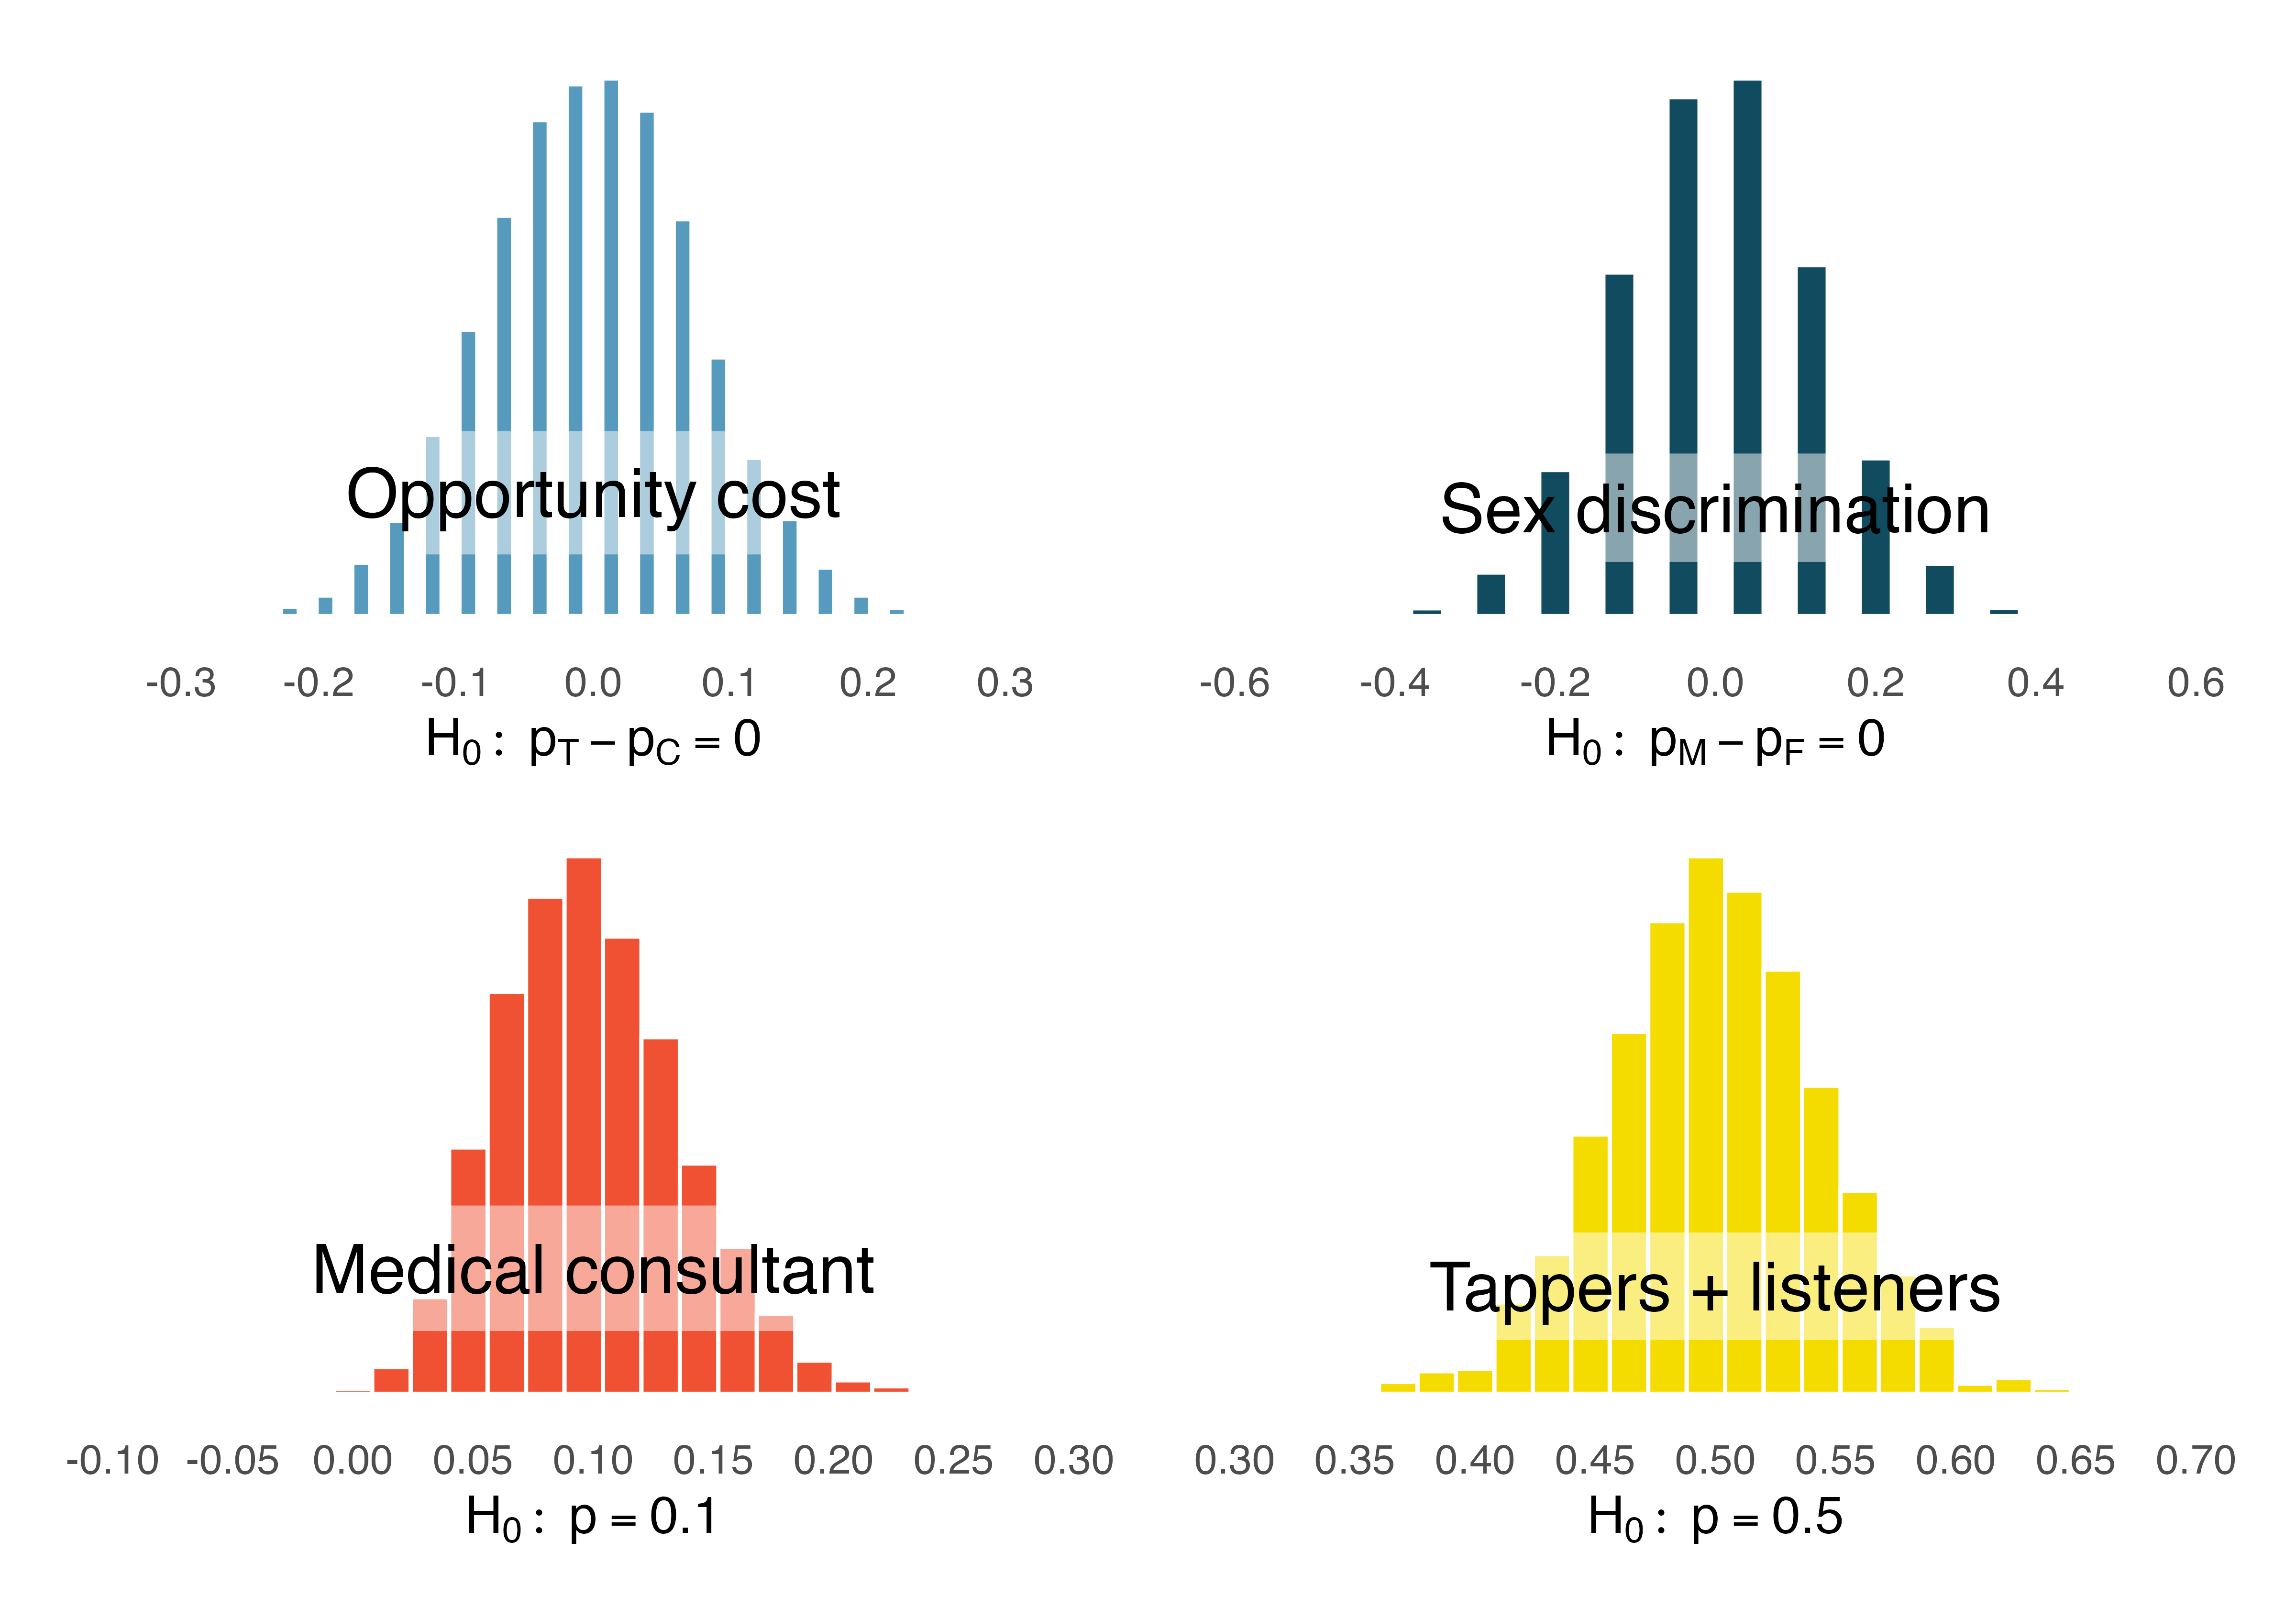 Opportunity cost
-0.3 -0.2 -0.1 0.0 0.1 0.2 0.3
H₀: p_T − p_C = 0
Sex discrimination
-0.6 -0.4 -0.2 0.0 0.2 0.4 0.6
H₀: p_M − p_F = 0
Medical consultant
-0.10 -0.05 0.00 0.05 0.10 0.15 0.20 0.25 0.30
H₀: p = 0.1
Tappers + listeners
0.30 0.35 0.40 0.45 0.50 0.55 0.60 0.65 0.70
H₀: p = 0.5